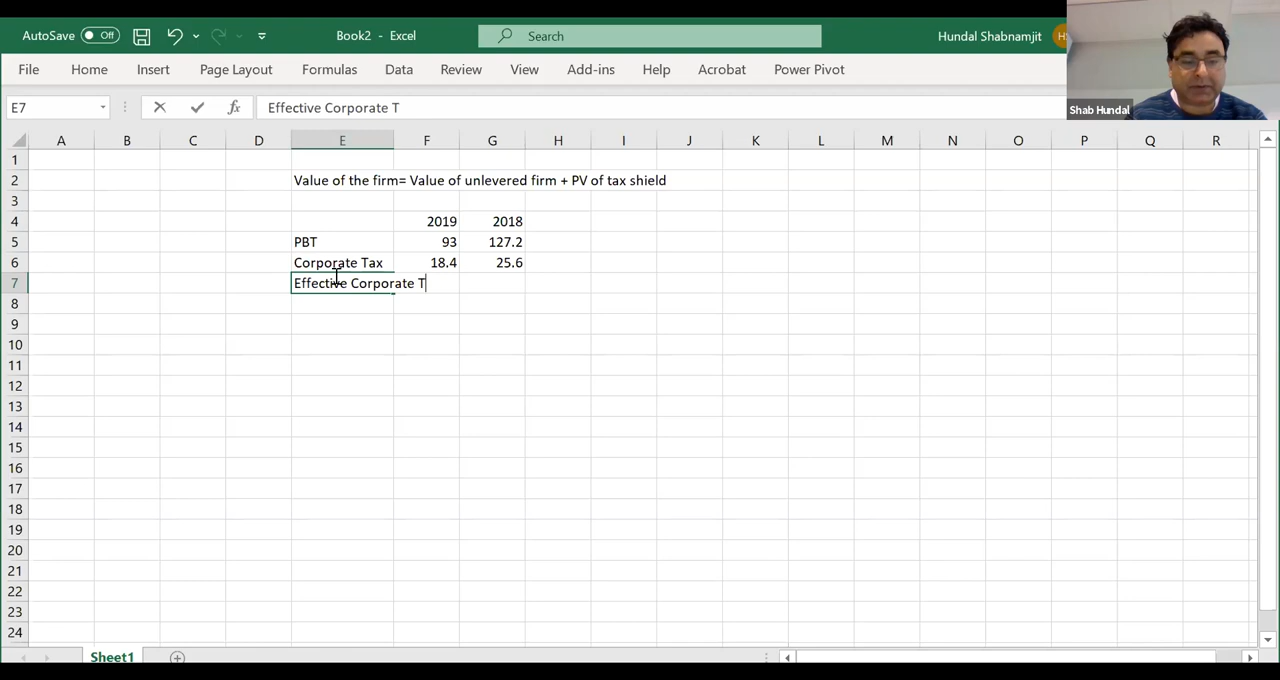 AutoSave Off Book2 - Excel Search Hundal Shabnamjit HS
File Home Insert Page Layout Formulas Data Review View Add-ins Help Acrobat Power Pivot
Shab Hundal
E7 fx Effective Corporate T
A B C D E F G H I J K L M N O P Q R
1
2 Value of the firm= Value of unlevered firm + PV of tax shield
3
4 2019 2018
5 PBT 93 127.2
6 Corporate Tax 18.4 25.6
7 Effective Corporate T
8
9
10
11
12
13
14
15
16
17
18
19
20
21
22
23
24
Sheet1